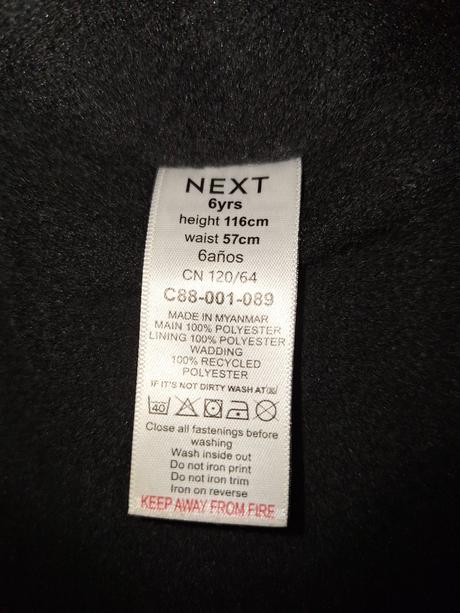 NEXT
6yrs
height 116cm
waist 57cm
6años
CN 120/64
C88-001-089
MADE IN MYANMAR
MAIN 100% POLYESTER
LINING 100% POLYESTER
WADDING
100% RECYCLED
POLYESTER
IF IT'S NOT DIRTY WASH AT
40
Close all fastenings before
washing
Wash inside out
Do not iron print
Do not iron trim
Iron on reverse
KEEP AWAY FROM FIRE